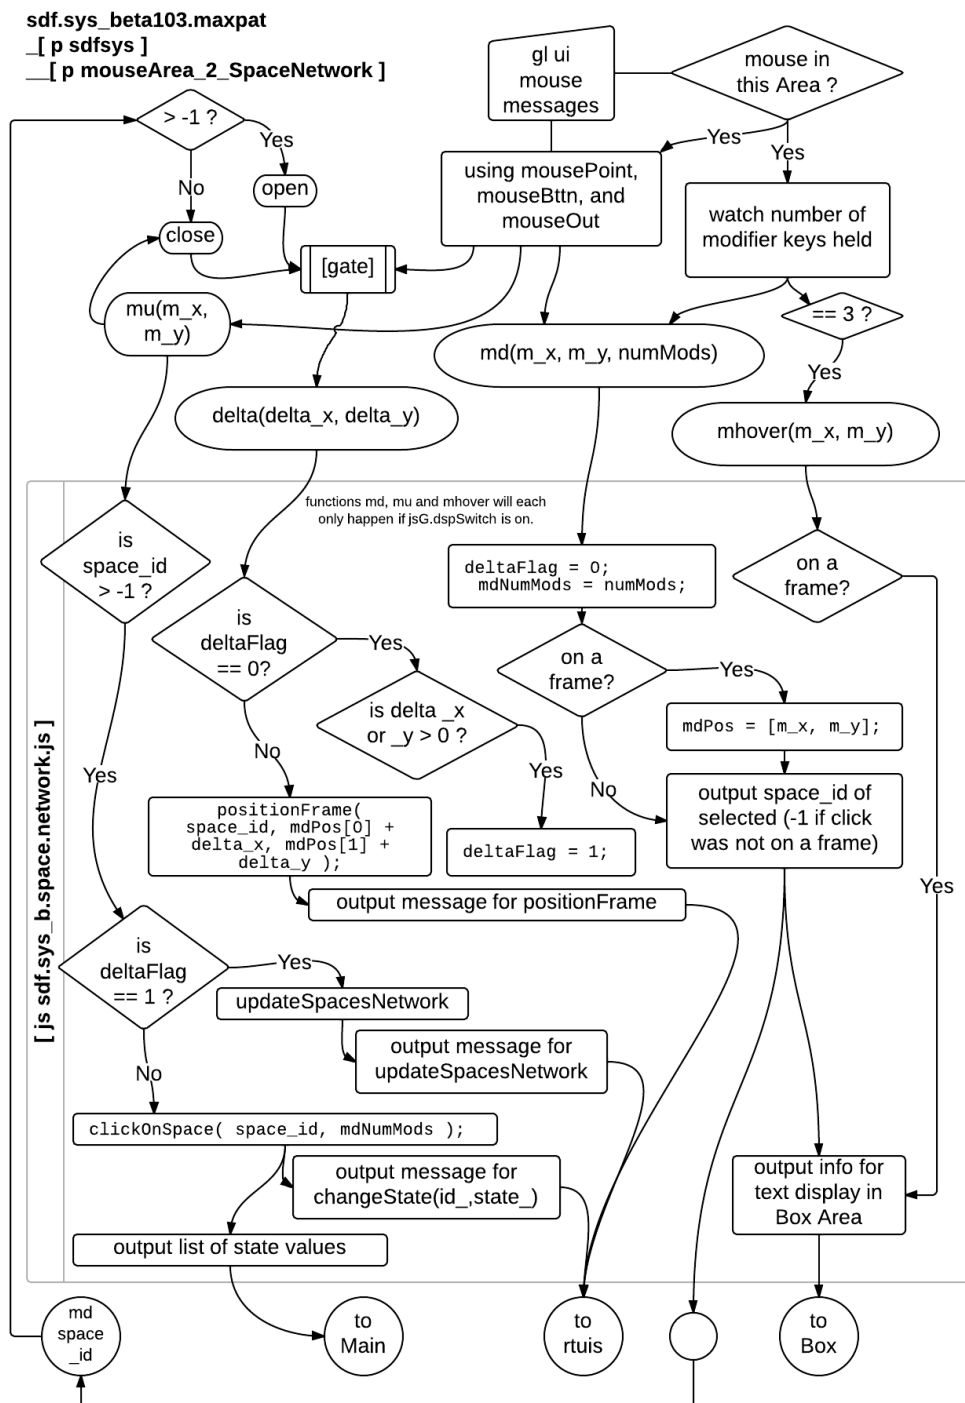 sdf.sys_beta103.maxpat
_[ p sdfsys ]
__[ p mouseArea_2_SpaceNetwork ]
gl ui
mouse
messages
mouse in
this Area ?
> -1 ?
Yes
No
open
close
Yes
Yes
using mousePoint,
mouseBttn, and
mouseOut
watch number of
modifier keys held
[gate]
mu(m_x,
m_y)
== 3 ?
md(m_x, m_y, numMods)
Yes
delta(delta_x, delta_y)
mhover(m_x, m_y)
functions md, mu and mhover will each
only happen if jsG.dspSwitch is on.
is
space_id
> -1 ?
deltaFlag = 0;
mdNumMods = numMods;
on a
frame?
is
deltaFlag
== 0?
Yes
on a
frame?
Yes
is delta _x
or _y > 0 ?
mdPos = [m_x, m_y];
No
Yes
Yes
No
output space_id of
selected (-1 if click
was not on a frame)
positionFrame(
space_id, mdPos[0] +
delta_x, mdPos[1] +
delta_y );
deltaFlag = 1;
Yes
output message for positionFrame
[ js sdf.sys_b.space.network.js ]
is
deltaFlag
== 1 ?
Yes
updateSpacesNetwork
output message for
updateSpacesNetwork
No
clickOnSpace( space_id, mdNumMods );
output message for
changeState(id_,state_)
output info for
text display in
Box Area
output list of state values
md
space
_id
to
Main
to
rtuis
to
Box